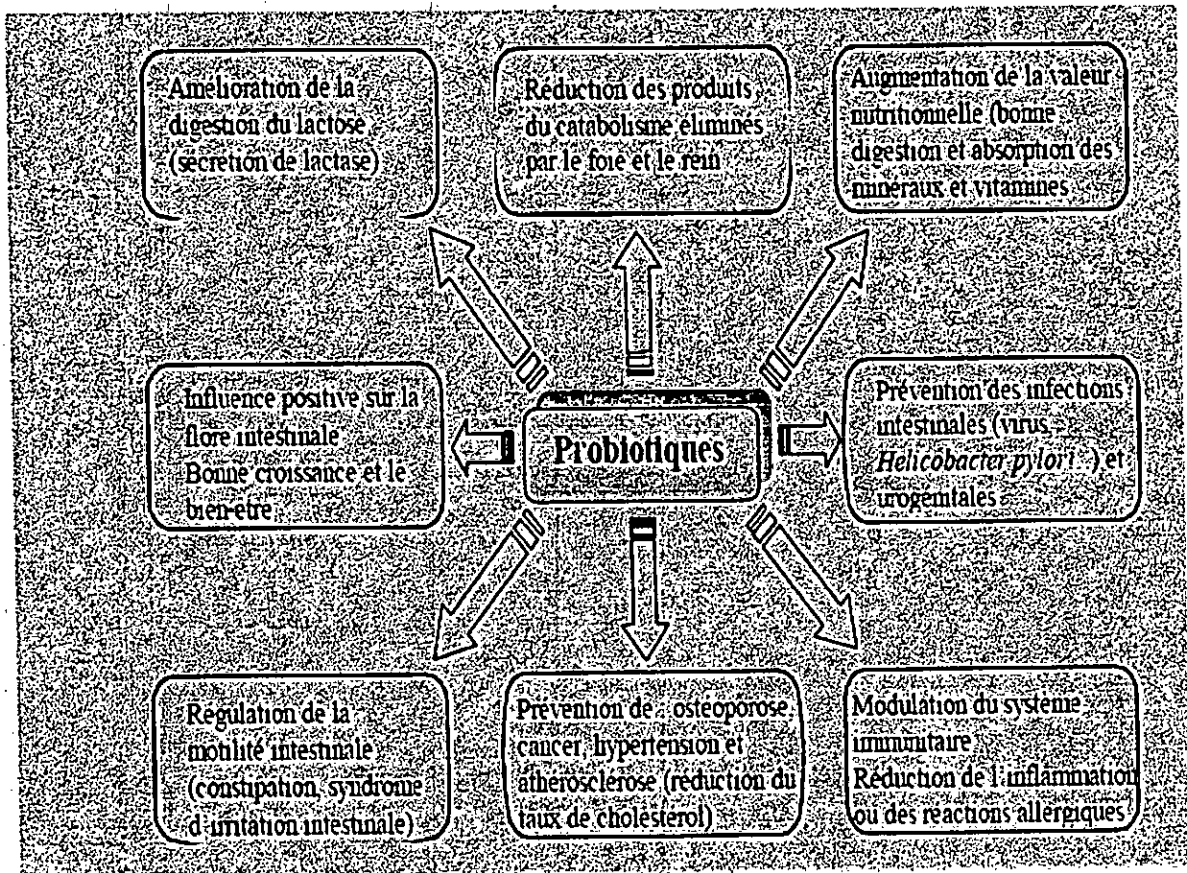 Amélioration de la
digestion du lactose
(sécrétion de lactase)
Réduction des produits
du catabolisme éliminés
par le foie et le rein
Augmentation de la valeur
nutritionnelle (bonne
digestion et absorption des
minéraux et vitamines
Influence positive sur la
flore intestinale
Bonne croissance et le
bien-être
Probiotiques
Prévention des infections
intestinales (virus,
Helicobacter pylori...) et
urogénitales
Régulation de la
motilité intestinale
(constipation, syndrome
d'irritation intestinale)
Prévention de : ostéoporose,
cancer, hypertension et
athérosclérose (réduction du
taux de cholestérol)
Modulation du système
immunitaire
Réduction de l'inflammation
ou des réactions allergiques